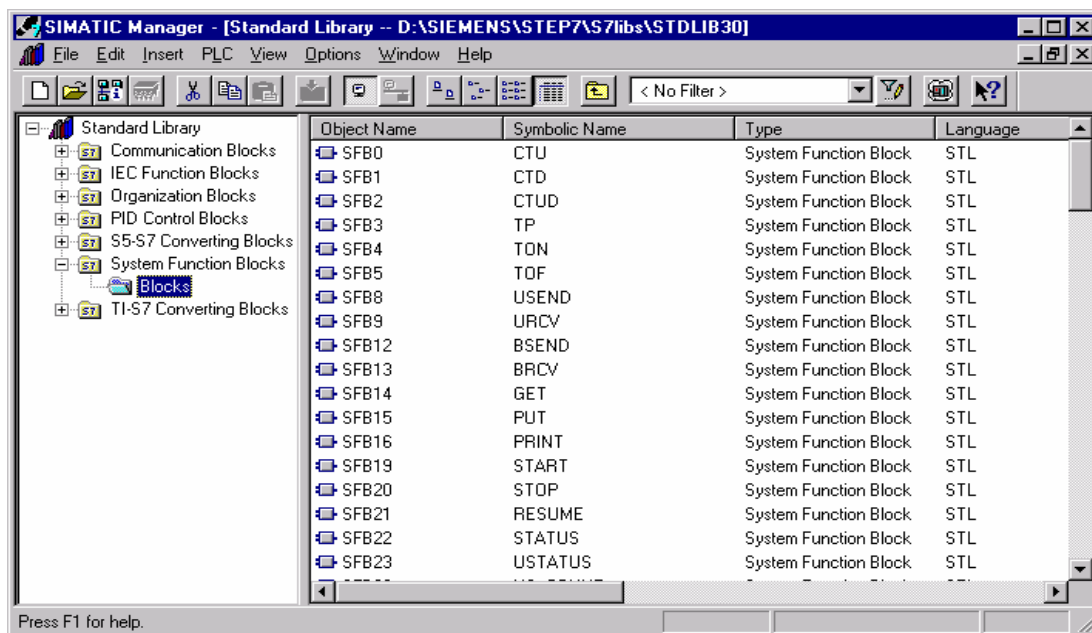 SIMATIC Manager - [Standard Library -- D:\SIEMENS\STEP7\S7libs\STDLIB30]
File Edit Insert PLC View Options Window Help
< No Filter >
Standard Library
Communication Blocks
IEC Function Blocks
Organization Blocks
PID Control Blocks
S5-S7 Converting Blocks
System Function Blocks
Blocks
TI-S7 Converting Blocks
Object Name Symbolic Name Type Language
SFB0 CTU System Function Block STL
SFB1 CTD System Function Block STL
SFB2 CTUD System Function Block STL
SFB3 TP System Function Block STL
SFB4 TON System Function Block STL
SFB5 TOF System Function Block STL
SFB8 USEND System Function Block STL
SFB9 URCV System Function Block STL
SFB12 BSEND System Function Block STL
SFB13 BRCV System Function Block STL
SFB14 GET System Function Block STL
SFB15 PUT System Function Block STL
SFB16 PRINT System Function Block STL
SFB19 START System Function Block STL
SFB20 STOP System Function Block STL
SFB21 RESUME System Function Block STL
SFB22 STATUS System Function Block STL
SFB23 USTATUS System Function Block STL
Press F1 for help.